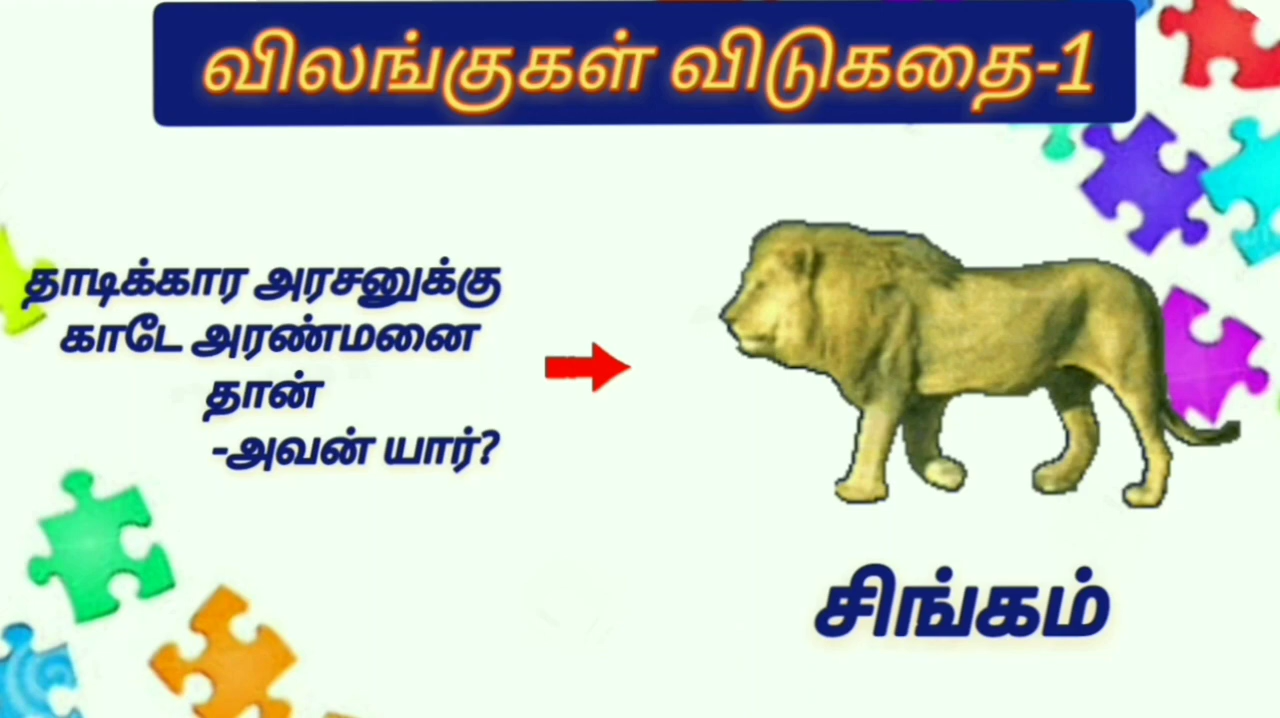 விலங்குகள் விடுகதை-1
தாடிக்கார அரசனுக்கு
காடே அரண்மனை
தான்
-அவன் யார்?
சிங்கம்